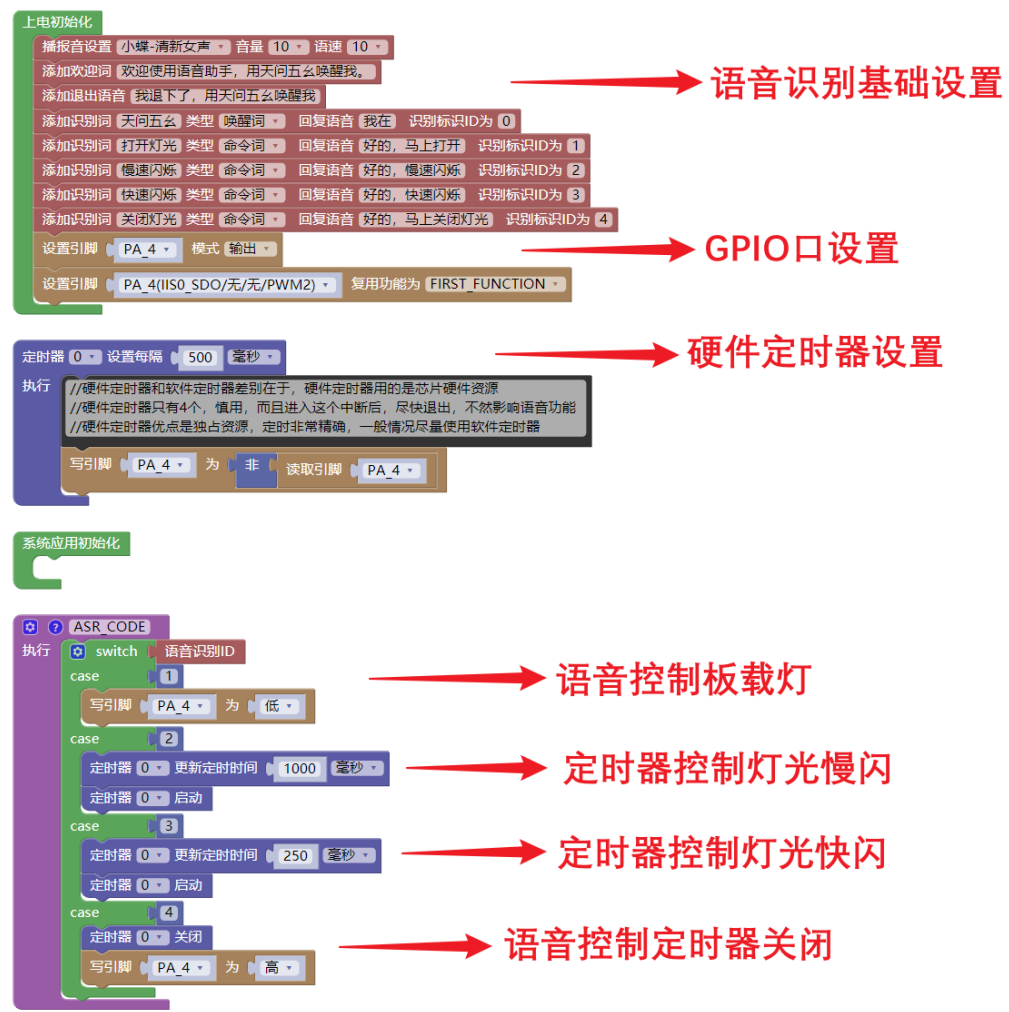 上电初始化
播报音设置 小蝶-清新女声 音量 10 语速 10
添加欢迎词 欢迎使用语音助手，用天问五幺唤醒我。
添加退出语音 我退下了，用天问五幺唤醒我
语音识别基础设置
添加识别词 天问五幺 类型 唤醒词 回复语音 我在 识别标识ID为 0
添加识别词 打开灯光 类型 命令词 回复语音 好的，马上打开 识别标识ID为 1
添加识别词 慢速闪烁 类型 命令词 回复语音 好的，慢速闪烁 识别标识ID为 2
添加识别词 快速闪烁 类型 命令词 回复语音 好的，快速闪烁 识别标识ID为 3
添加识别词 关闭灯光 类型 命令词 回复语音 好的，马上关闭灯光 识别标识ID为 4
设置引脚 PA_4 模式 输出
GPIO口设置
设置引脚 PA_4(IIS0_SDO/无/无/PWM2) 复用功能为 FIRST_FUNCTION
定时器 0 设置每隔 500 毫秒
硬件定时器设置
执行
//硬件定时器和软件定时器差别在于，硬件定时器用的是芯片硬件资源
//硬件定时器只有4个，慎用，而且进入这个中断后，尽快退出，不然影响语音功能
//硬件定时器优点是独占资源，定时非常精确，一般情况尽量使用软件定时器
写引脚 PA_4 为 非 读取引脚 PA_4
系统应用初始化
? ASR_CODE
执行 switch 语音识别ID
case 1
语音控制板载灯
写引脚 PA_4 为 低
case 2
定时器 0 更新定时时间 1000 毫秒
定时器控制灯光慢闪
定时器 0 启动
case 3
定时器 0 更新定时时间 250 毫秒
定时器控制灯光快闪
定时器 0 启动
case 4
定时器 0 关闭
语音控制定时器关闭
写引脚 PA_4 为 高